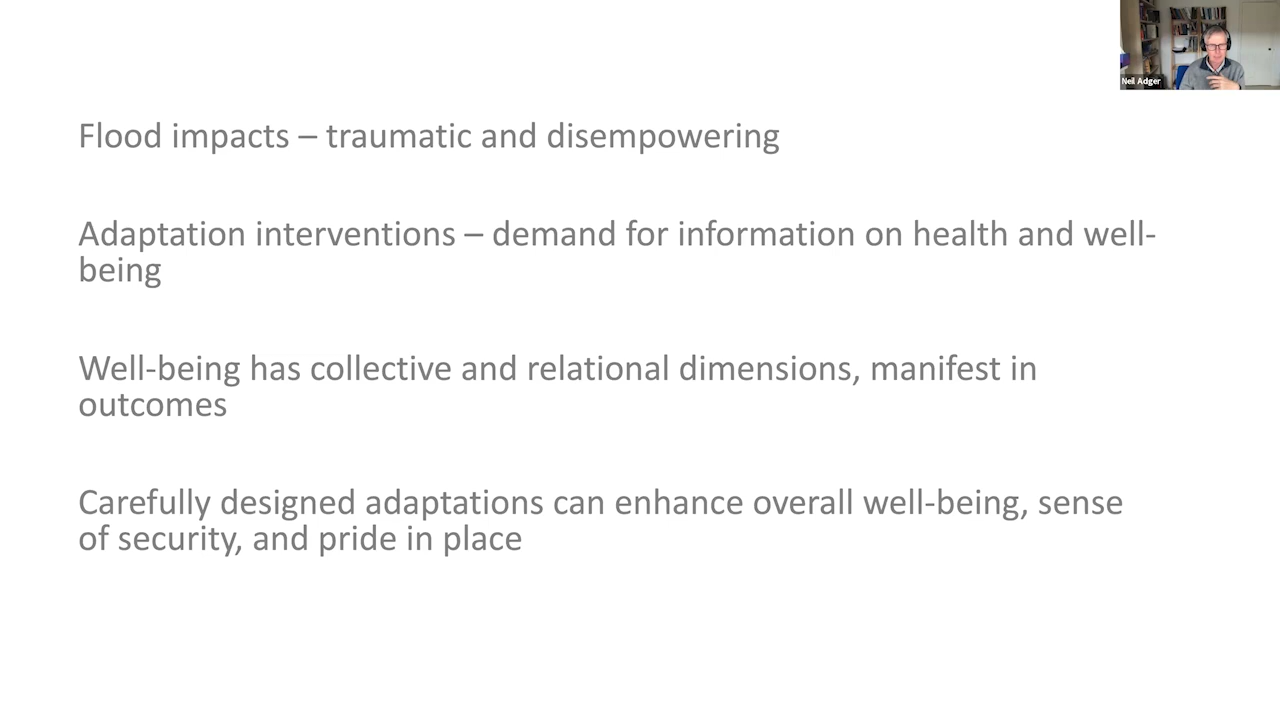 Neil Adger
Flood impacts – traumatic and disempowering
Adaptation interventions – demand for information on health and well-
being
Well-being has collective and relational dimensions, manifest in
outcomes
Carefully designed adaptations can enhance overall well-being, sense
of security, and pride in place